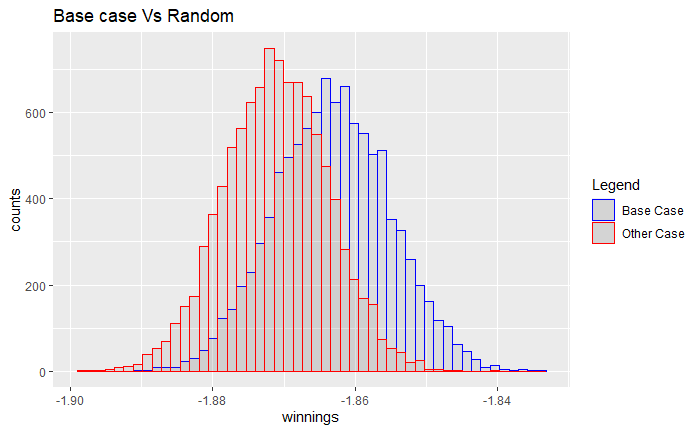 Base case Vs Random
600
400
200
0
counts
-1.90
-1.88
-1.86
-1.84
winnings
Legend
Base Case
Other Case